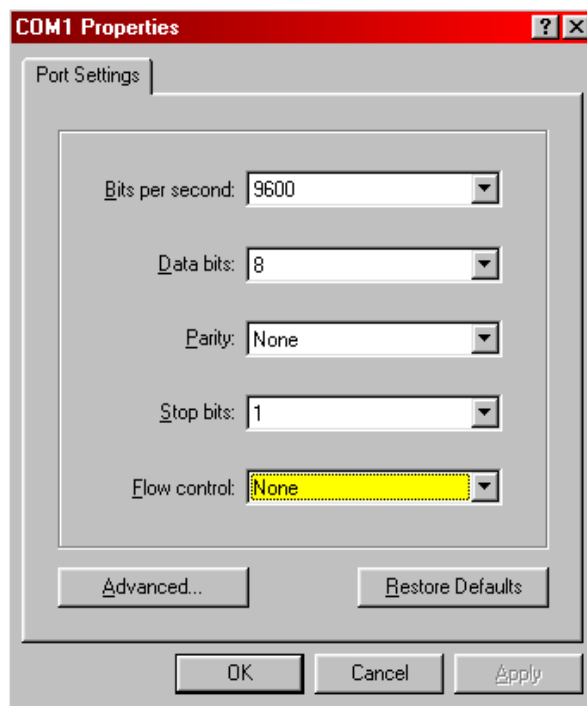 COM1 Properties
Port Settings
Bits per second: 9600
Data bits: 8
Parity: None
Stop bits: 1
Flow control: None
Advanced... Restore Defaults
OK Cancel Apply